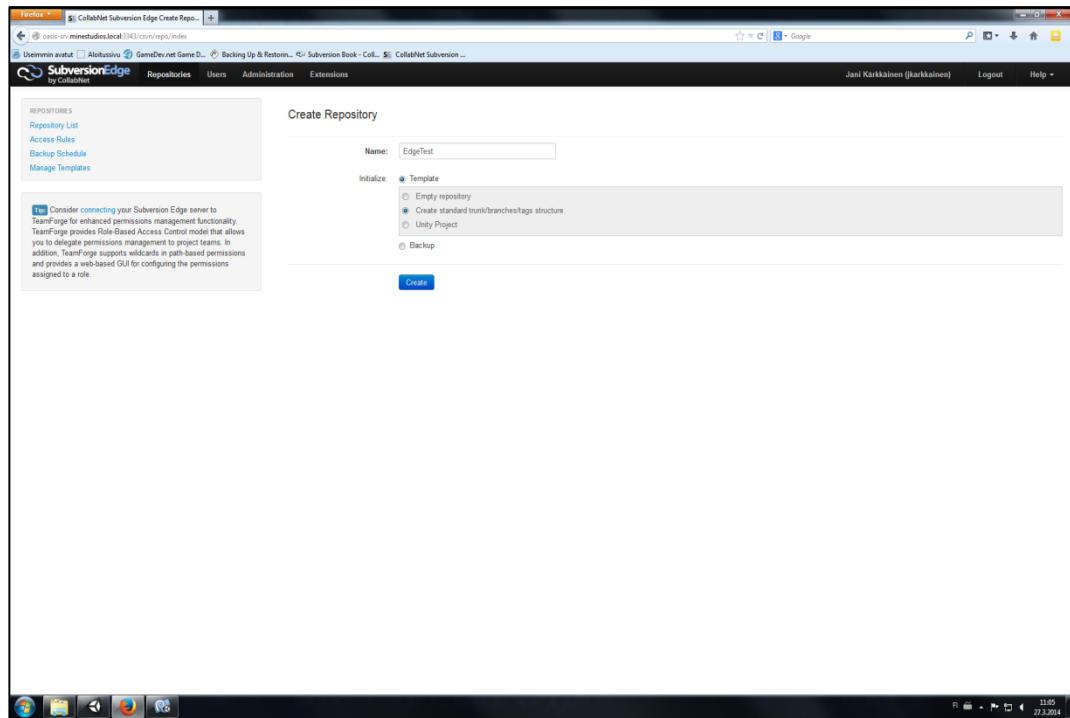 Firefox
CollabNet Subversion Edge Create Repo...
oasis-srv.minestudios.local:3343/csvn/repo/index
Google
Useimmin avatut Aloitussivu GameDev.net Game D... Backing Up & Restorin... Subversion Book - Coll... CollabNet Subversion ...
SubversionEdge
by CollabNet
Repositories Users Administration Extensions Jani Kärkkäinen (jkarkkainen) Logout Help
REPOSITORIES
Repository List
Access Rules
Backup Schedule
Manage Templates
Tip: Consider connecting your Subversion Edge server to
TeamForge for enhanced permissions management functionality.
TeamForge provides Role-Based Access Control model that allows
you to delegate permissions management to project teams. In
addition, TeamForge supports wildcards in path-based permissions
and provides a web-based GUI for configuring the permissions
assigned to a role.
Create Repository
Name: EdgeTest
Initialize: Template
Empty repository
Create standard trunk/branches/tags structure
Unity Project
Backup
Create
FI
11:05
27.3.2014